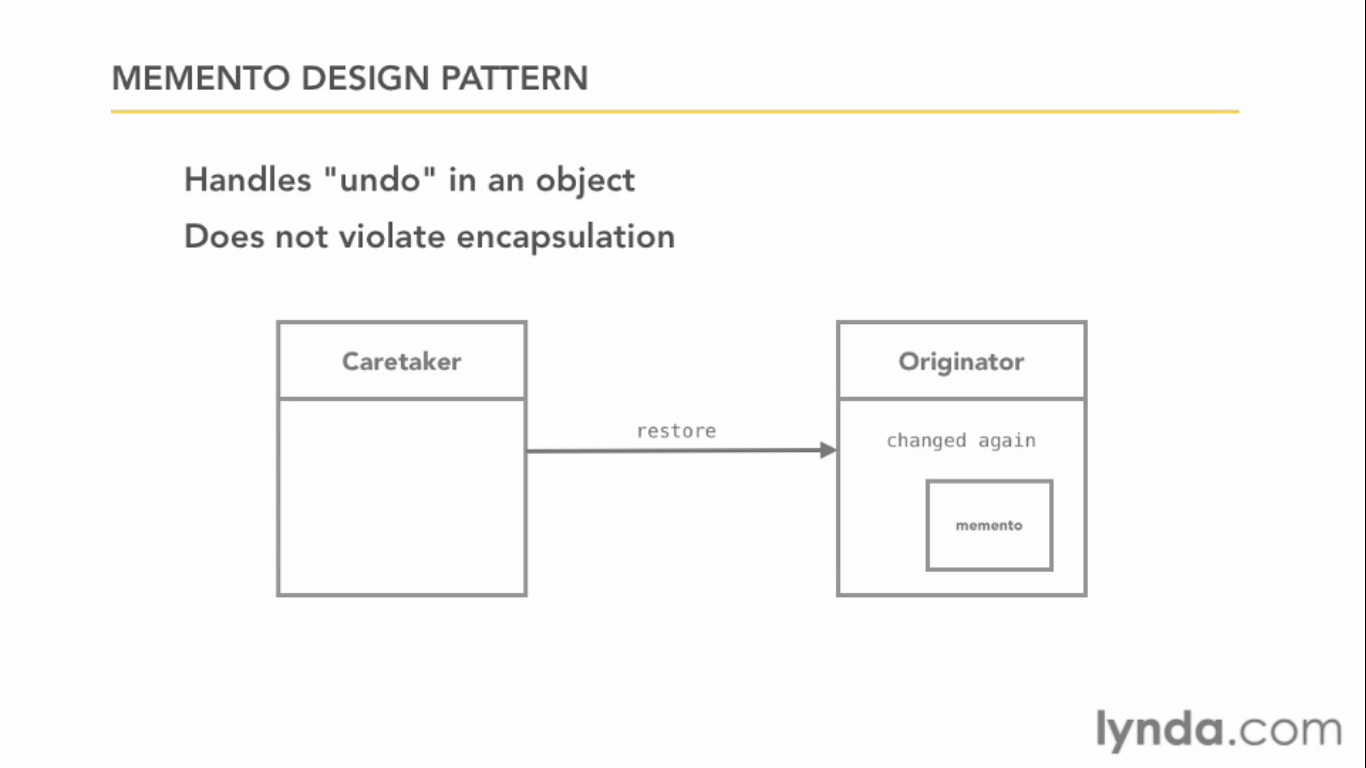 MEMENTO DESIGN PATTERN
Handles "undo" in an object
Does not violate encapsulation
Caretaker
Originator
restore
changed again
memento
lynda.com